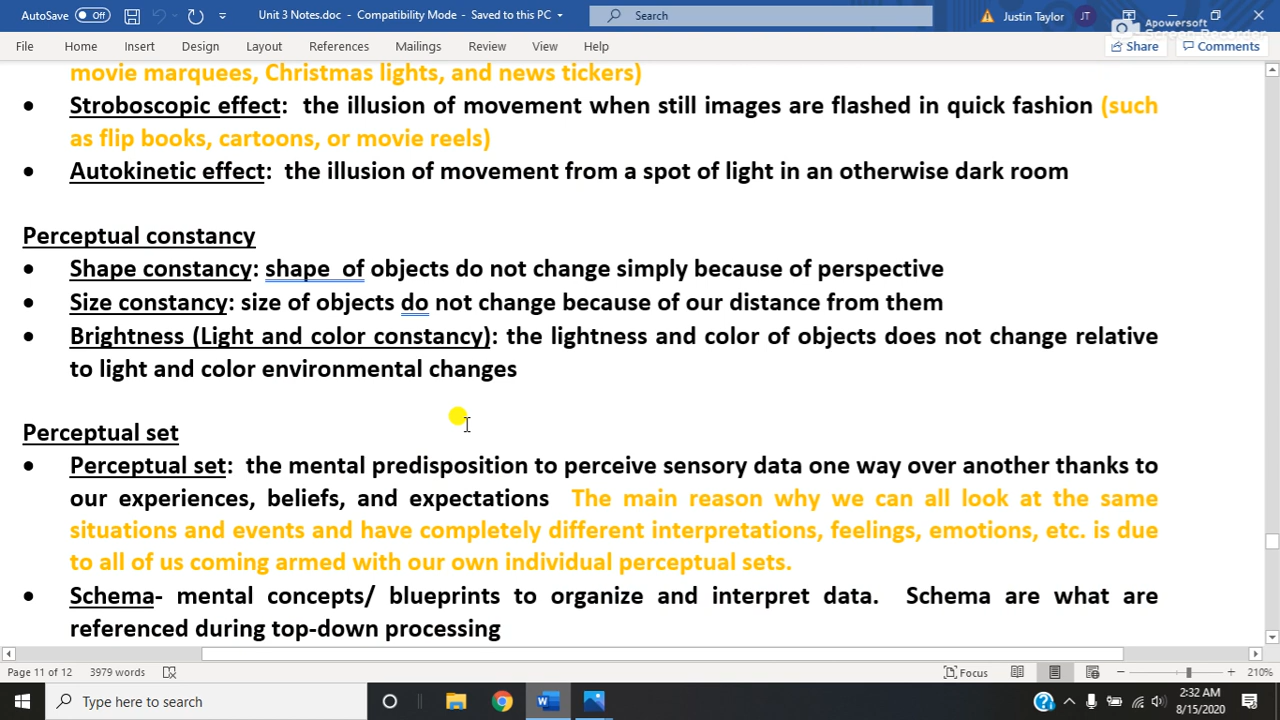 AutoSave Off Unit 3 Notes.doc - Compatibility Mode - Saved to this PC Search Justin Taylor JT
Apowersoft
Screen Recorder
File Home Insert Design Layout References Mailings Review View Help Share Comments
movie marquees, Christmas lights, and news tickers)
• Stroboscopic effect: the illusion of movement when still images are flashed in quick fashion (such
as flip books, cartoons, or movie reels)
• Autokinetic effect: the illusion of movement from a spot of light in an otherwise dark room
Perceptual constancy
• Shape constancy: shape of objects do not change simply because of perspective
• Size constancy: size of objects do not change because of our distance from them
• Brightness (Light and color constancy): the lightness and color of objects does not change relative
to light and color environmental changes
Perceptual set
• Perceptual set: the mental predisposition to perceive sensory data one way over another thanks to
our experiences, beliefs, and expectations The main reason why we can all look at the same
situations and events and have completely different interpretations, feelings, emotions, etc. is due
to all of us coming armed with our own individual perceptual sets.
• Schema- mental concepts/ blueprints to organize and interpret data. Schema are what are
referenced during top-down processing
Page 11 of 12 3979 words Focus 210%
Type here to search 2:32 AM
8/15/2020